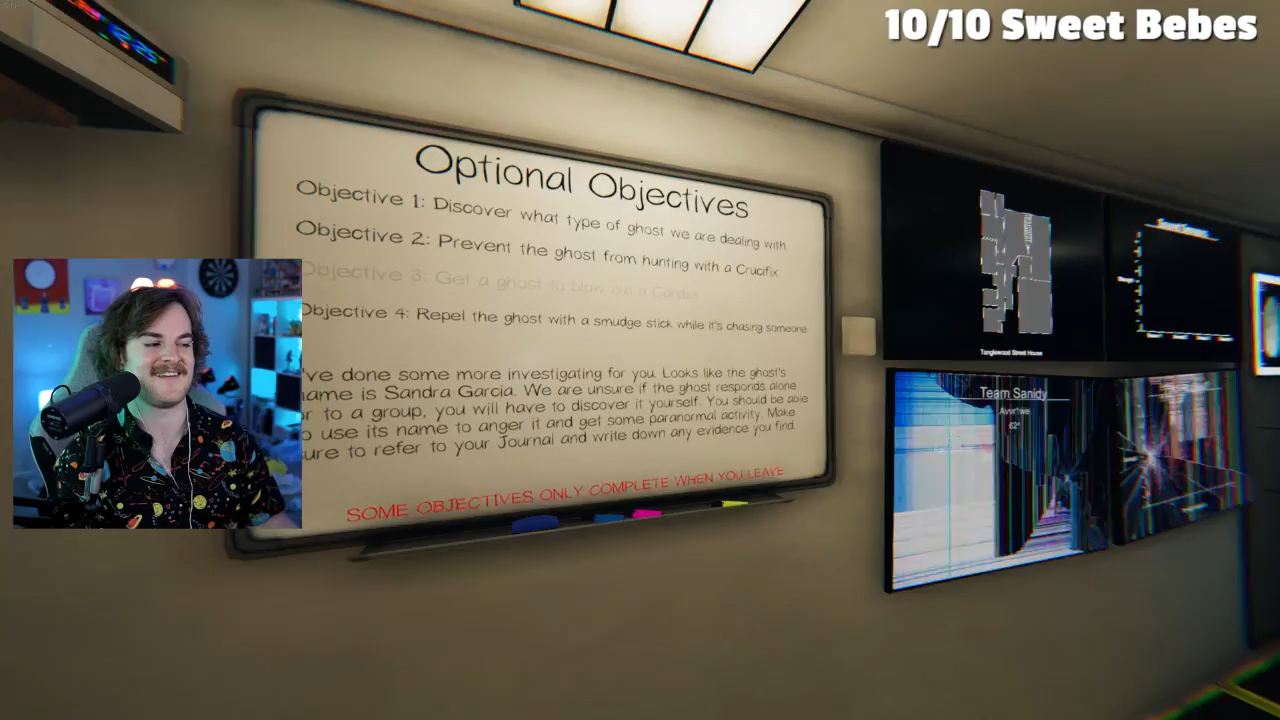 10/10 Sweet Bebes
Optional Objectives
Objective 1: Discover what type of ghost we are dealing with
Objective 2: Prevent the ghost from hunting with a Crucifix
Objective 3: Get a ghost to blow out a Candle
Objective 4: Repel the ghost with a smudge stick while it's chasing someone
've done some more investigating for you. Looks like the ghost's
ame is Sandra Garcia. We are unsure if the ghost responds alone
or to a group, you will have to discover it yourself. You should be able
o use its name to anger it and get some paranormal activity. Make
ure to refer to your Journal and write down any evidence you find.
SOME OBJECTIVES ONLY COMPLETE WHEN YOU LEAVE
Tanglewood Street House
Team Sanidy
62°